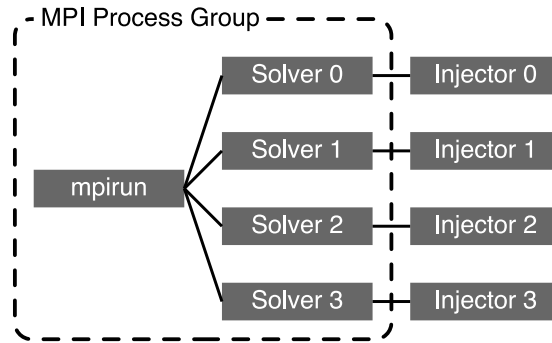 MPI Process Group
Solver 0
Injector 0
Solver 1
Injector 1
mpirun
Solver 2
Injector 2
Solver 3
Injector 3